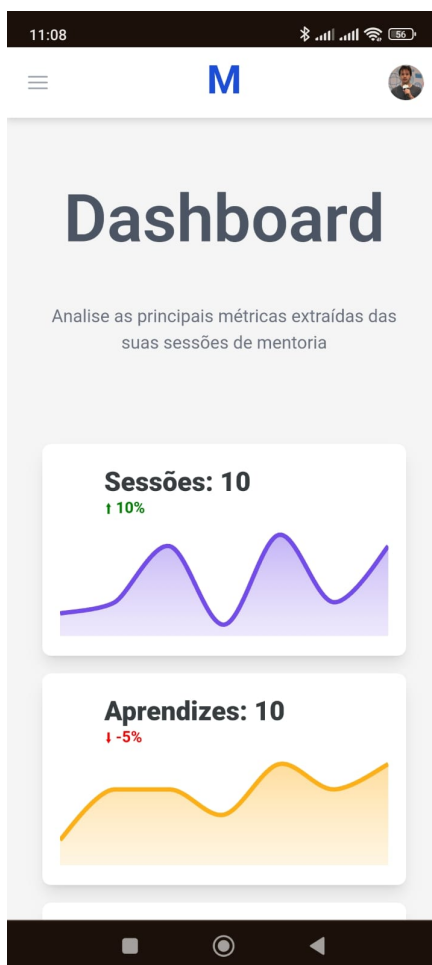 11:08
56
M
Dashboard
Analise as principais métricas extraídas das
suas sessões de mentoria
Sessões: 10
↑ 10%
Aprendizes: 10
↓ -5%